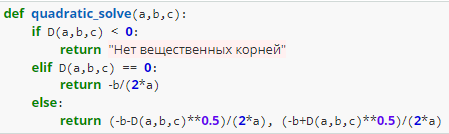 def quadratic_solve(a,b,c):
    if D(a,b,c) < 0:
        return "Нет вещественных корней"
    elif D(a,b,c) == 0:
        return -b/(2*a)
    else:
        return (-b-D(a,b,c)**0.5)/(2*a), (-b+D(a,b,c)**0.5)/(2*a)